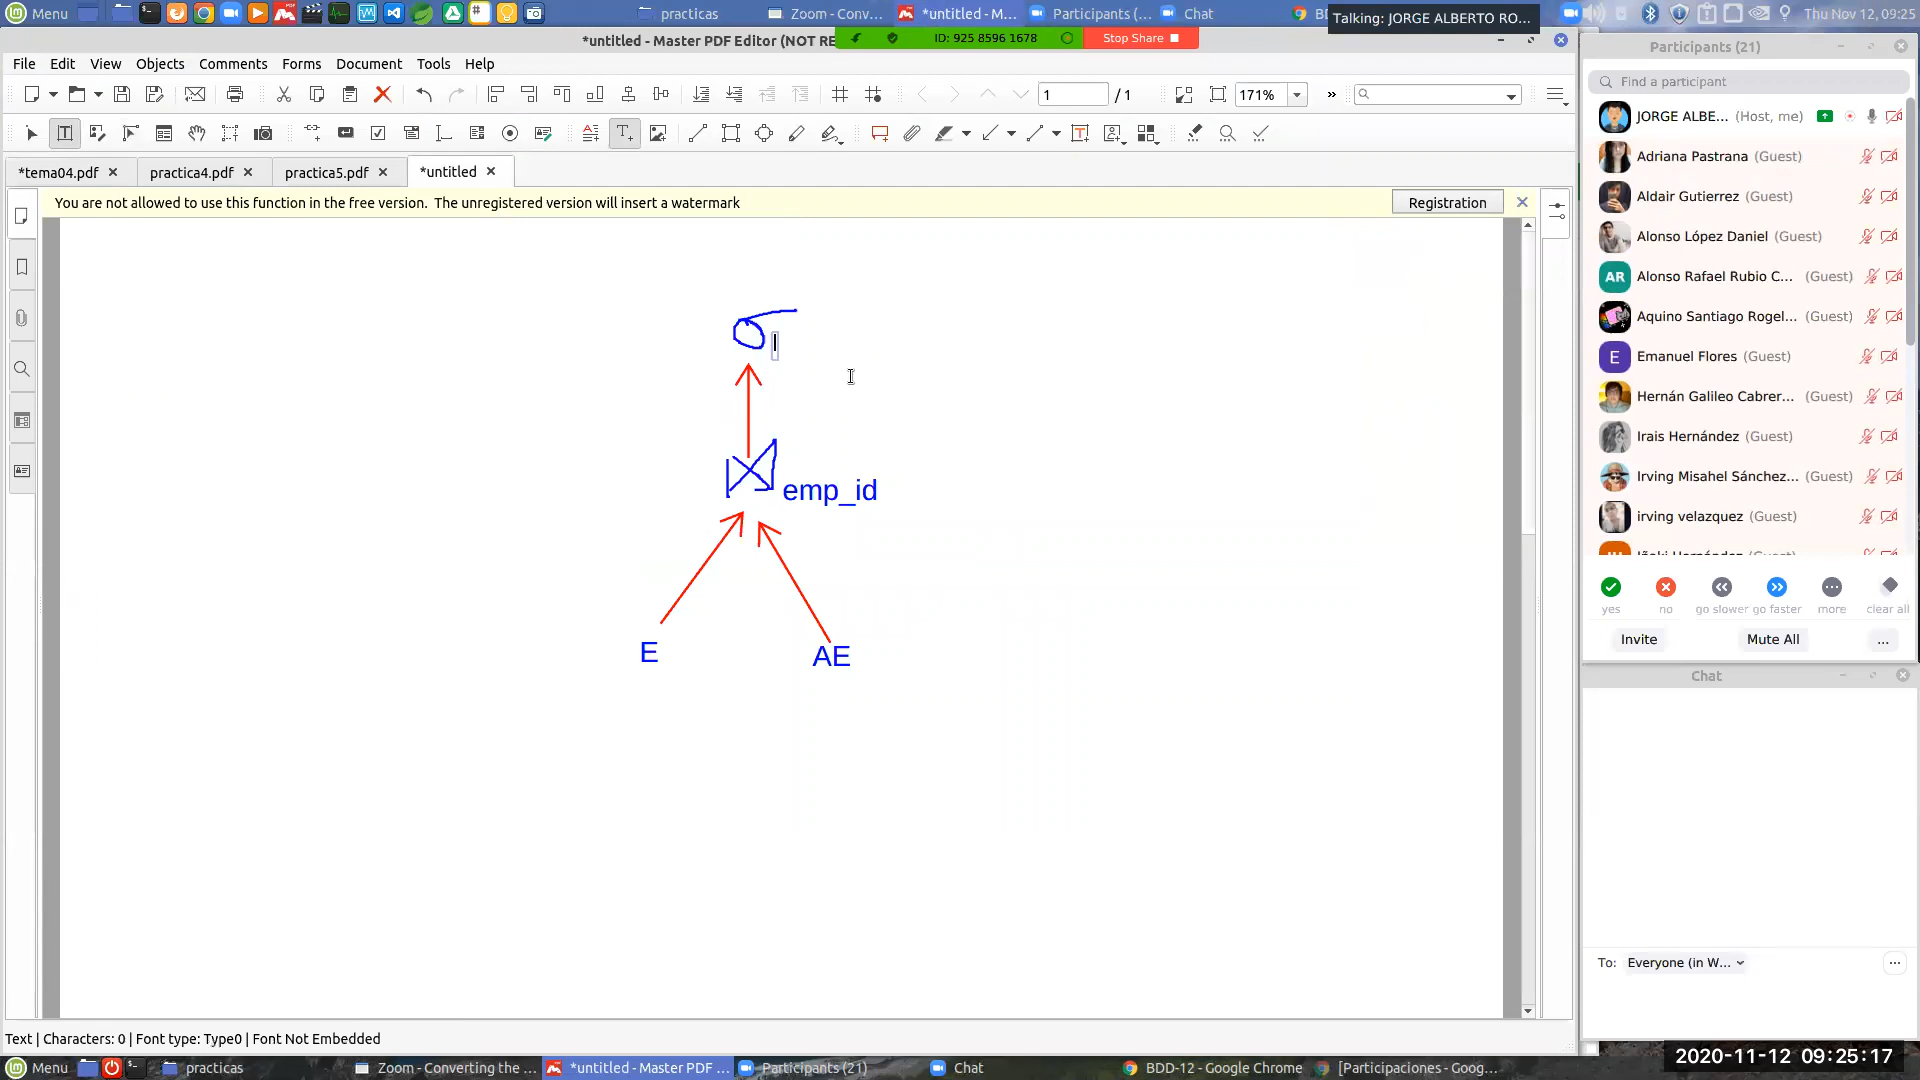 Menu
practicas
Zoom - Conv...
*untitled - M...
Participants (...
Chat
Talking: JORGE ALBERTO RO...
Thu Nov 12, 09:25
*untitled - Master PDF Editor (NOT RE
ID: 925 8596 1678
Stop Share
File Edit View Objects Comments Forms Document Tools Help
1 / 1
171%
*tema04.pdf
practica4.pdf
practica5.pdf
*untitled
You are not allowed to use this function in the free version. The unregistered version will insert a watermark
Registration
σ
⋈ emp_id
E
AE
Text | Characters: 0 | Font type: Type0 | Font Not Embedded
Participants (21)
Find a participant
JORGE ALBE... (Host, me)
Adriana Pastrana (Guest)
Aldair Gutierrez (Guest)
Alonso López Daniel (Guest)
AR Alonso Rafael Rubio C... (Guest)
Aquino Santiago Rogel... (Guest)
E Emanuel Flores (Guest)
Hernán Galileo Cabrer... (Guest)
Irais Hernández (Guest)
Irving Misahel Sánchez... (Guest)
irving velazquez (Guest)
yes no go slower go faster more clear all
Invite
Mute All
...
Chat
To: Everyone (in W...
Menu
practicas
Zoom - Converting the ...
*untitled - Master PDF ...
Participants (21)
Chat
BDD-12 - Google Chrome
[Participaciones - Goog...
2020-11-12 09:25:17